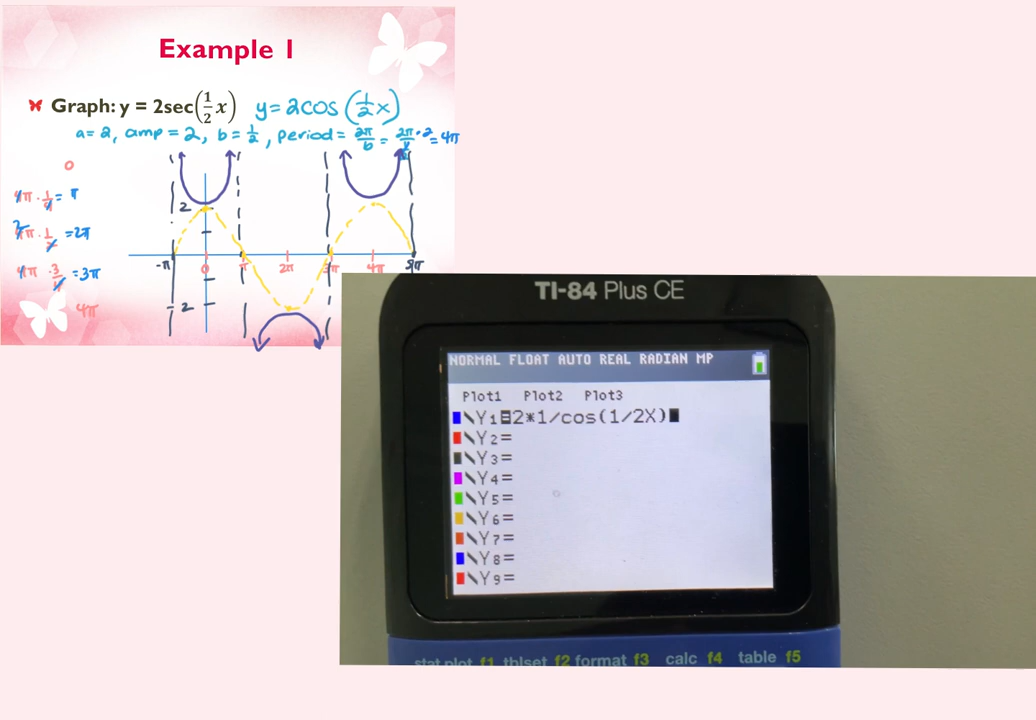 Example 1
Graph: y = 2sec(1/2 x) y = 2cos (1/2 x)
a = 2, amp = 2, b = 1/2, period = 2π/b = 2π/½ • 2 = 4π
0
4π · 1/4 = π
4π · 1/2 = 2π
4π · 3/4 = 3π
4π
2
-π 0 π 2π 3π 4π 5π
- 2
TI-84 Plus CE
NORMAL FLOAT AUTO REAL RADIAN MP
Plot1 Plot2 Plot3
\Y1=2*1/cos(1/2X)
\Y2=
\Y3=
\Y4=
\Y5=
\Y6=
\Y7=
\Y8=
\Y9=
stat plot f1 tblset f2 format f3 calc f4 table f5